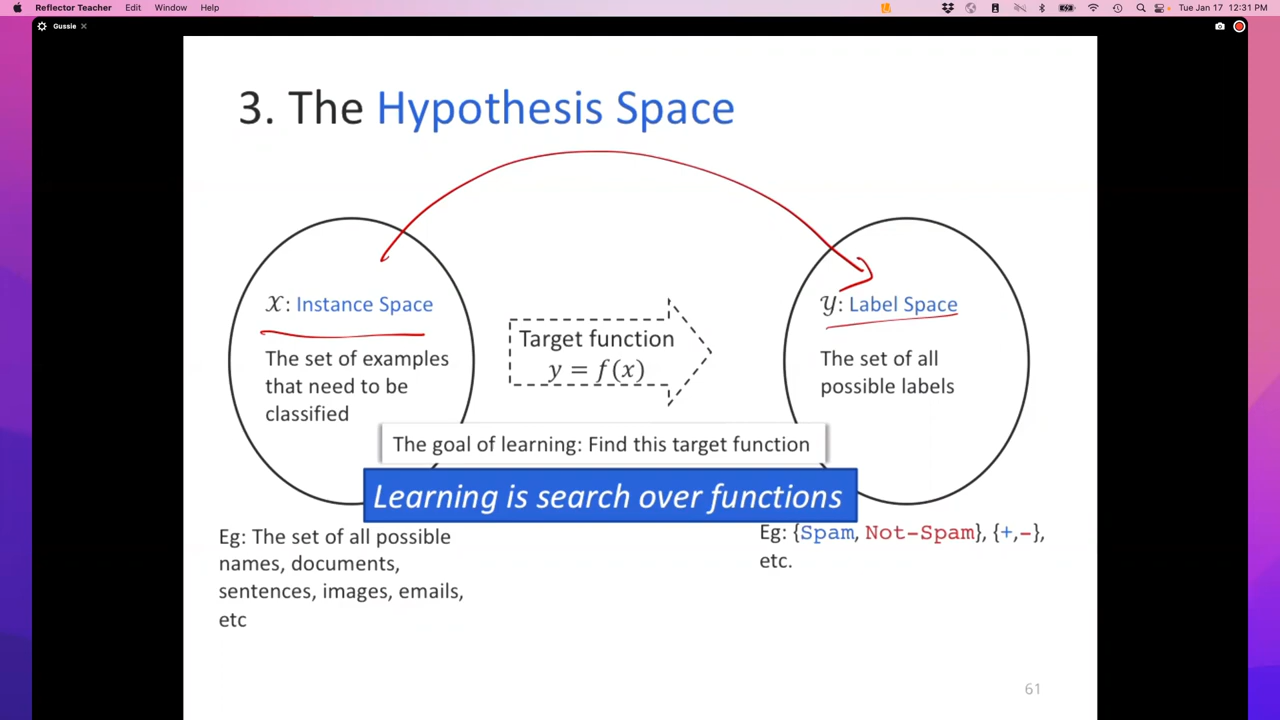 Reflector Teacher Edit Window Help Tue Jan 17 12:31 PM
Gussie
3. The Hypothesis Space
𝒳: Instance Space
The set of examples
that need to be
classified
Target function
y = f(x)
𝒴: Label Space
The set of all
possible labels
The goal of learning: Find this target function
Learning is search over functions
Eg: The set of all possible
names, documents,
sentences, images, emails,
etc
Eg: {Spam, Not-Spam}, {+,-},
etc.
61